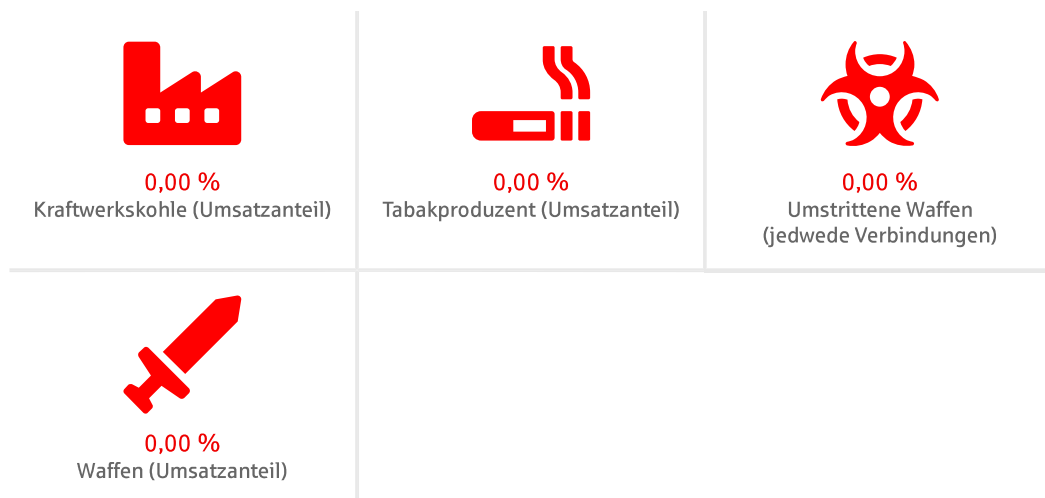 0,00 %
Kraftwerkskohle (Umsatzanteil)
0,00 %
Tabakproduzent (Umsatzanteil)
0,00 %
Umstrittene Waffen
(jedwede Verbindungen)
0,00 %
Waffen (Umsatzanteil)